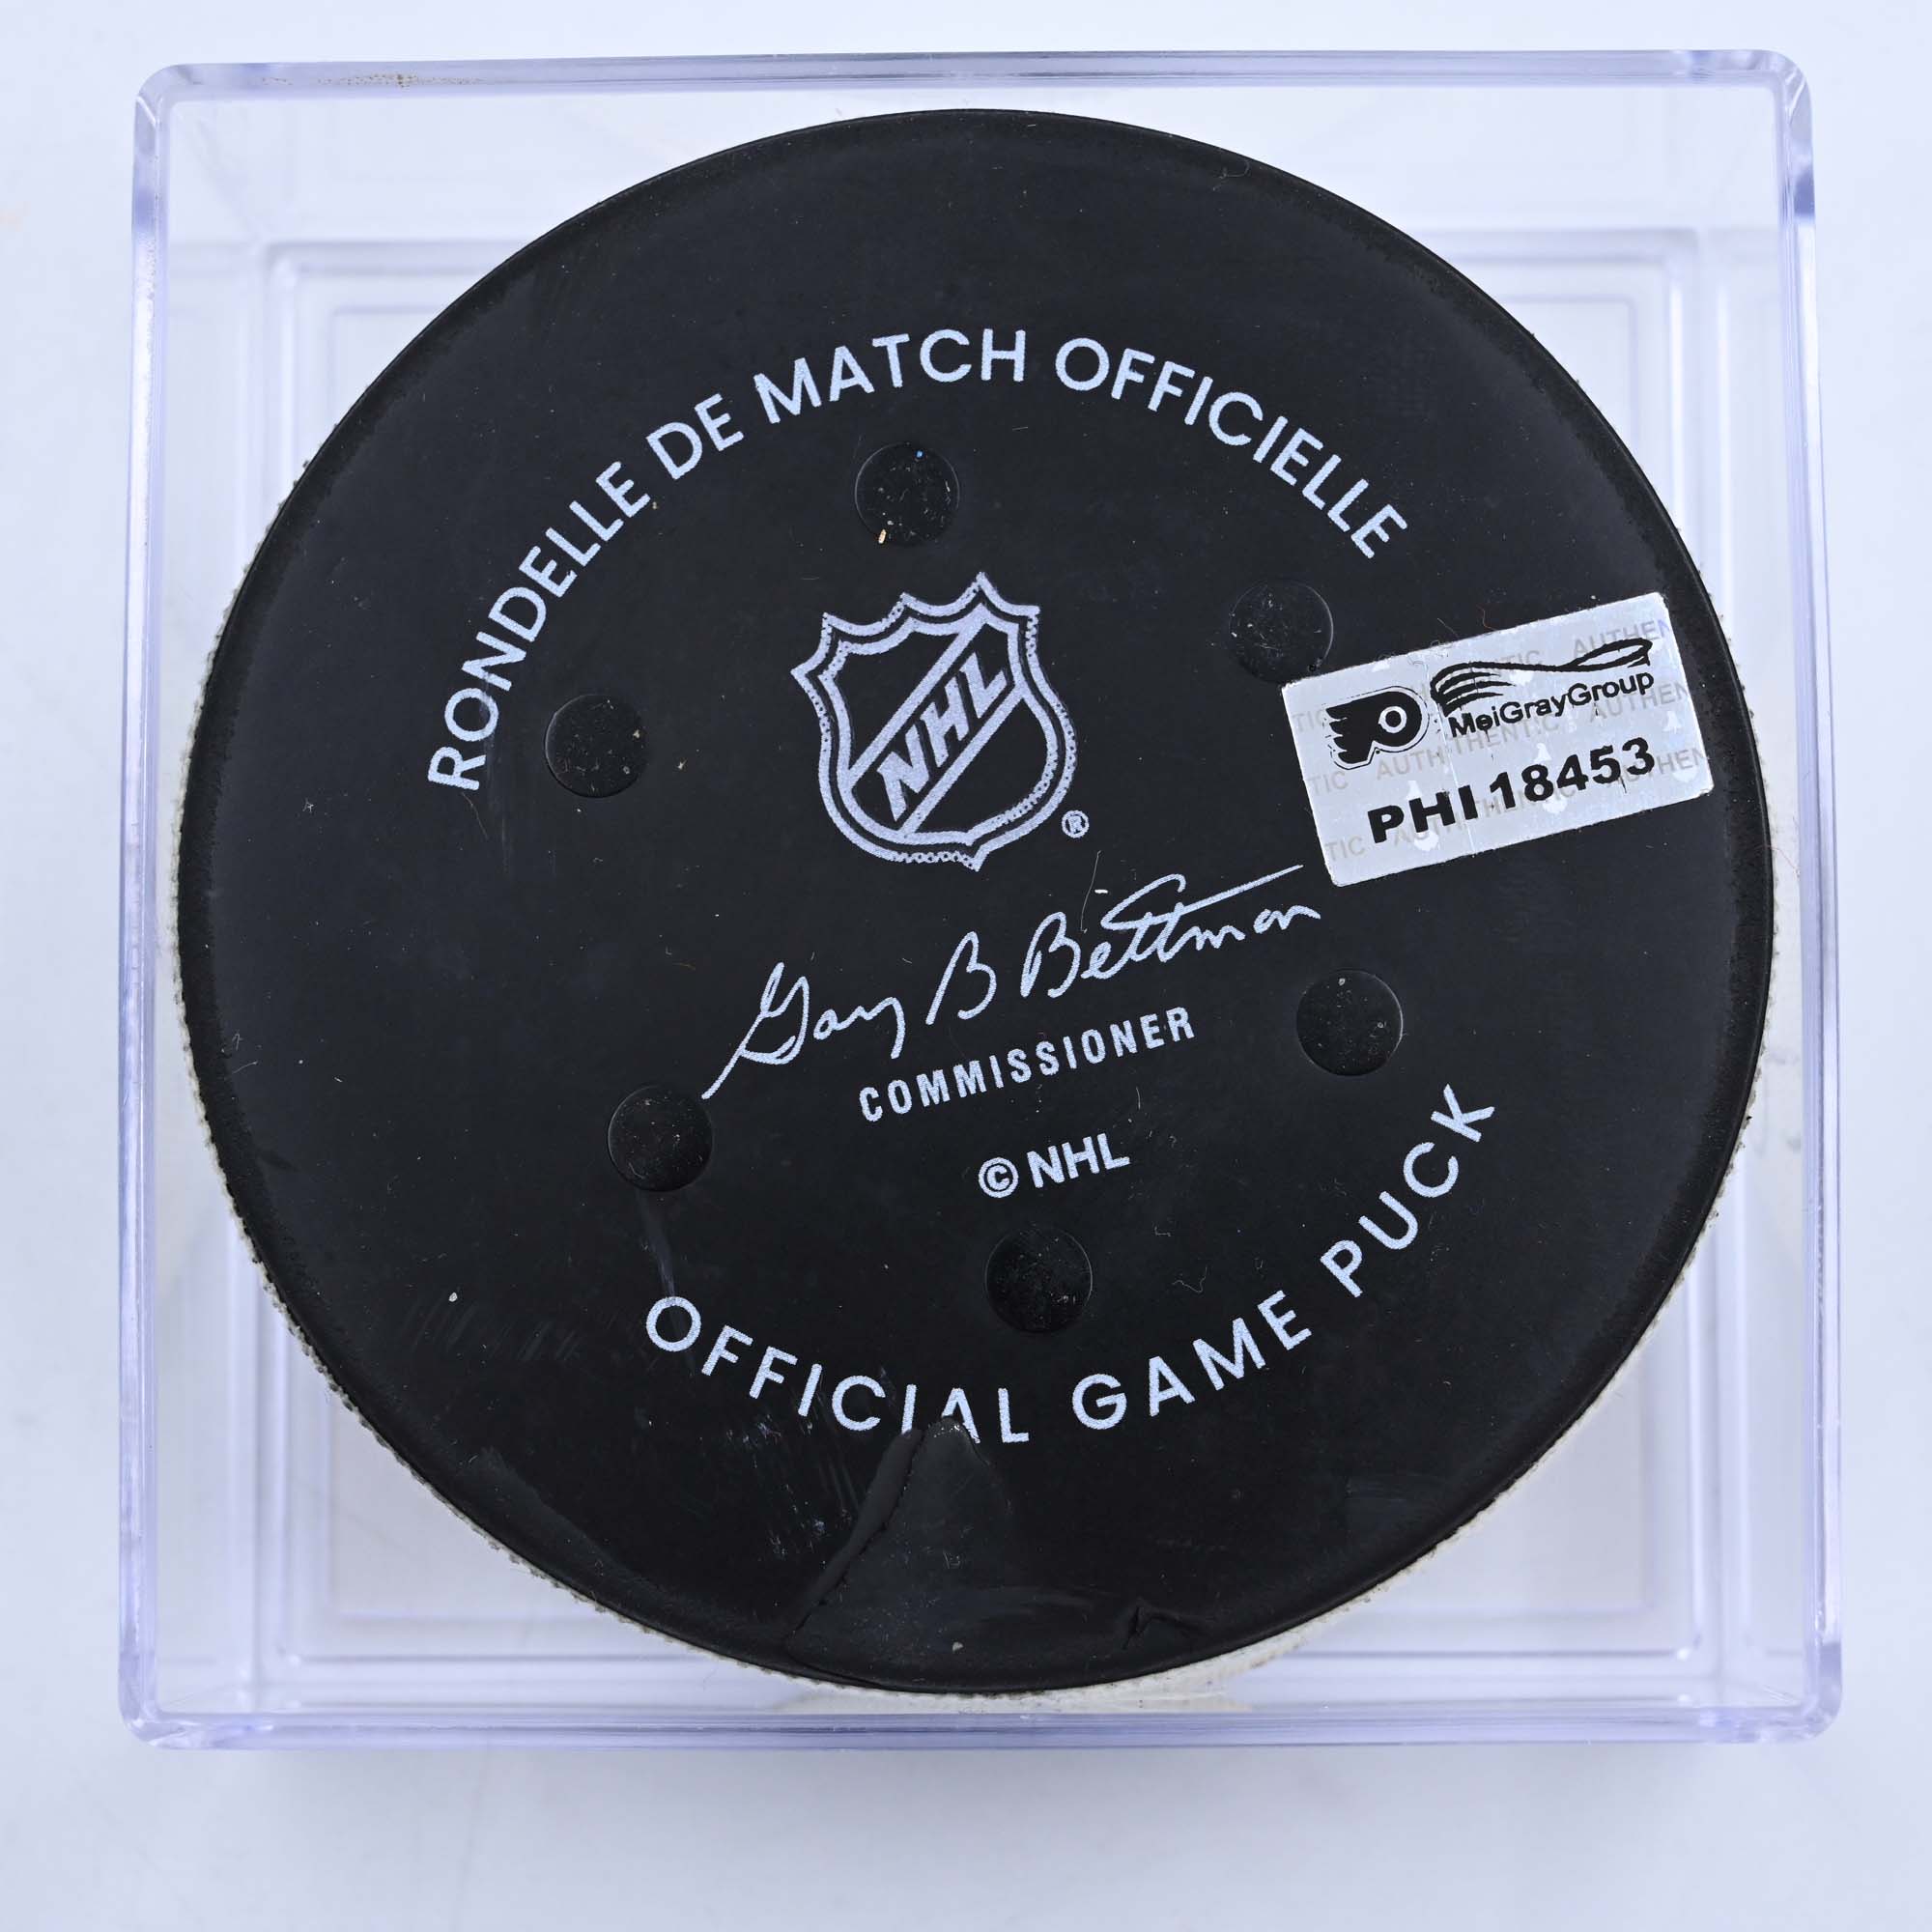 RONDELLE DE MATCH OFFICIELLE
NHL
®
MeiGrayGroup
PHI 18453
Gary B Bettman
COMMISSIONER
© NHL
OFFICIAL GAME PUCK